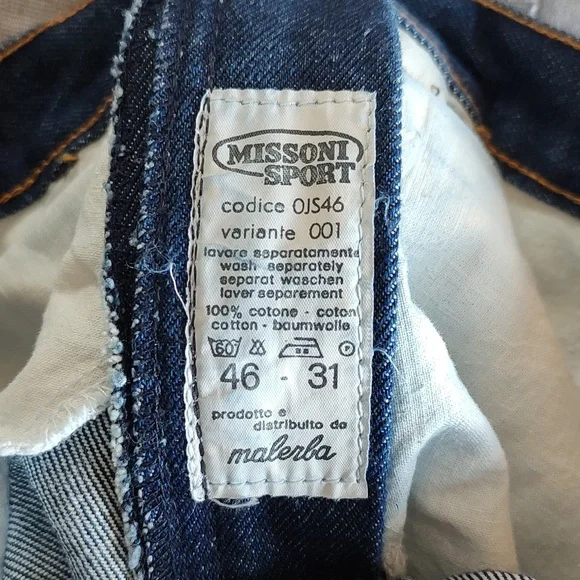 MISSONI
SPORT
codice 0JS46
variante 001
lavare separatamente
wash separately
separat waschen
laver separement
100% cotone - coton
cotton - baumwolle
60 P
46 - 31
prodotto e
distribuito da
malerba